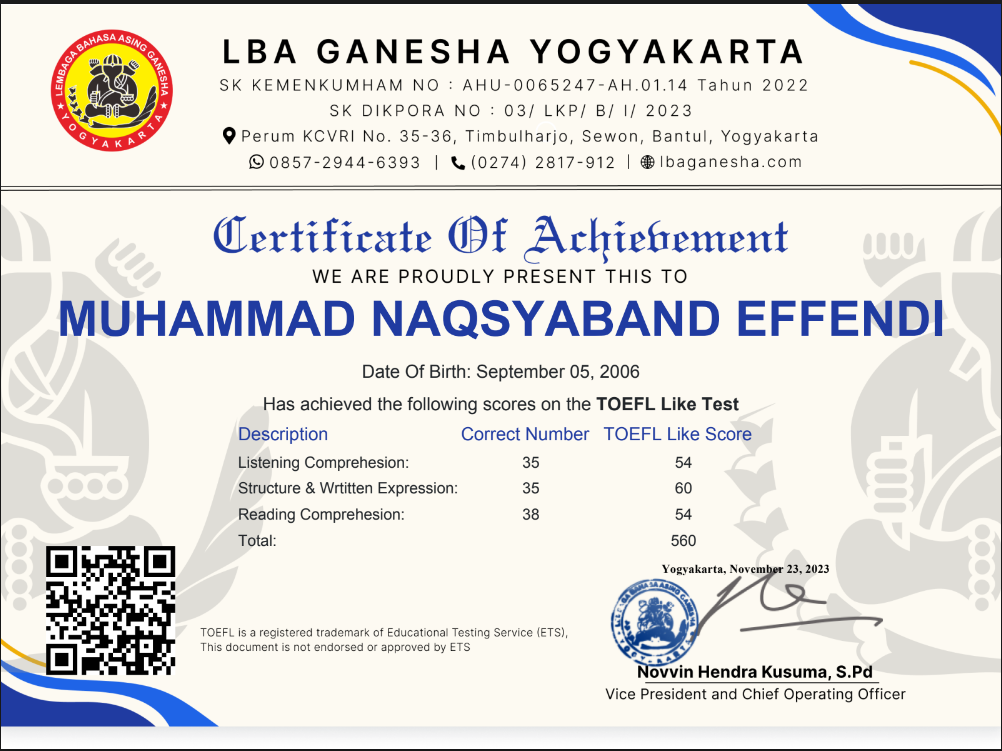 LEMBAGA BAHASA ASING GANESHA
YOGYAKARTA
LBA GANESHA YOGYAKARTA
SK KEMENKUMHAM NO : AHU-0065247-AH.01.14 Tahun 2022
SK DIKPORA NO : 03/ LKP/ B/ I/ 2023
Perum KCVRI No. 35-36, Timbulharjo, Sewon, Bantul, Yogyakarta
0857-2944-6393 | (0274) 2817-912 | lbaganesha.com
Certificate Of Achievement
WE ARE PROUDLY PRESENT THIS TO
MUHAMMAD NAQSYABAND EFFENDI
Date Of Birth: September 05, 2006
Has achieved the following scores on the TOEFL Like Test
Description Correct Number TOEFL Like Score
Listening Comprehesion: 35 54
Structure & Wrtitten Expression: 35 60
Reading Comprehesion: 38 54
Total: 560
Yogyakarta, November 23, 2023
TOEFL is a registered trademark of Educational Testing Service (ETS),
This document is not endorsed or approved by ETS
Novvin Hendra Kusuma, S.Pd
Vice President and Chief Operating Officer